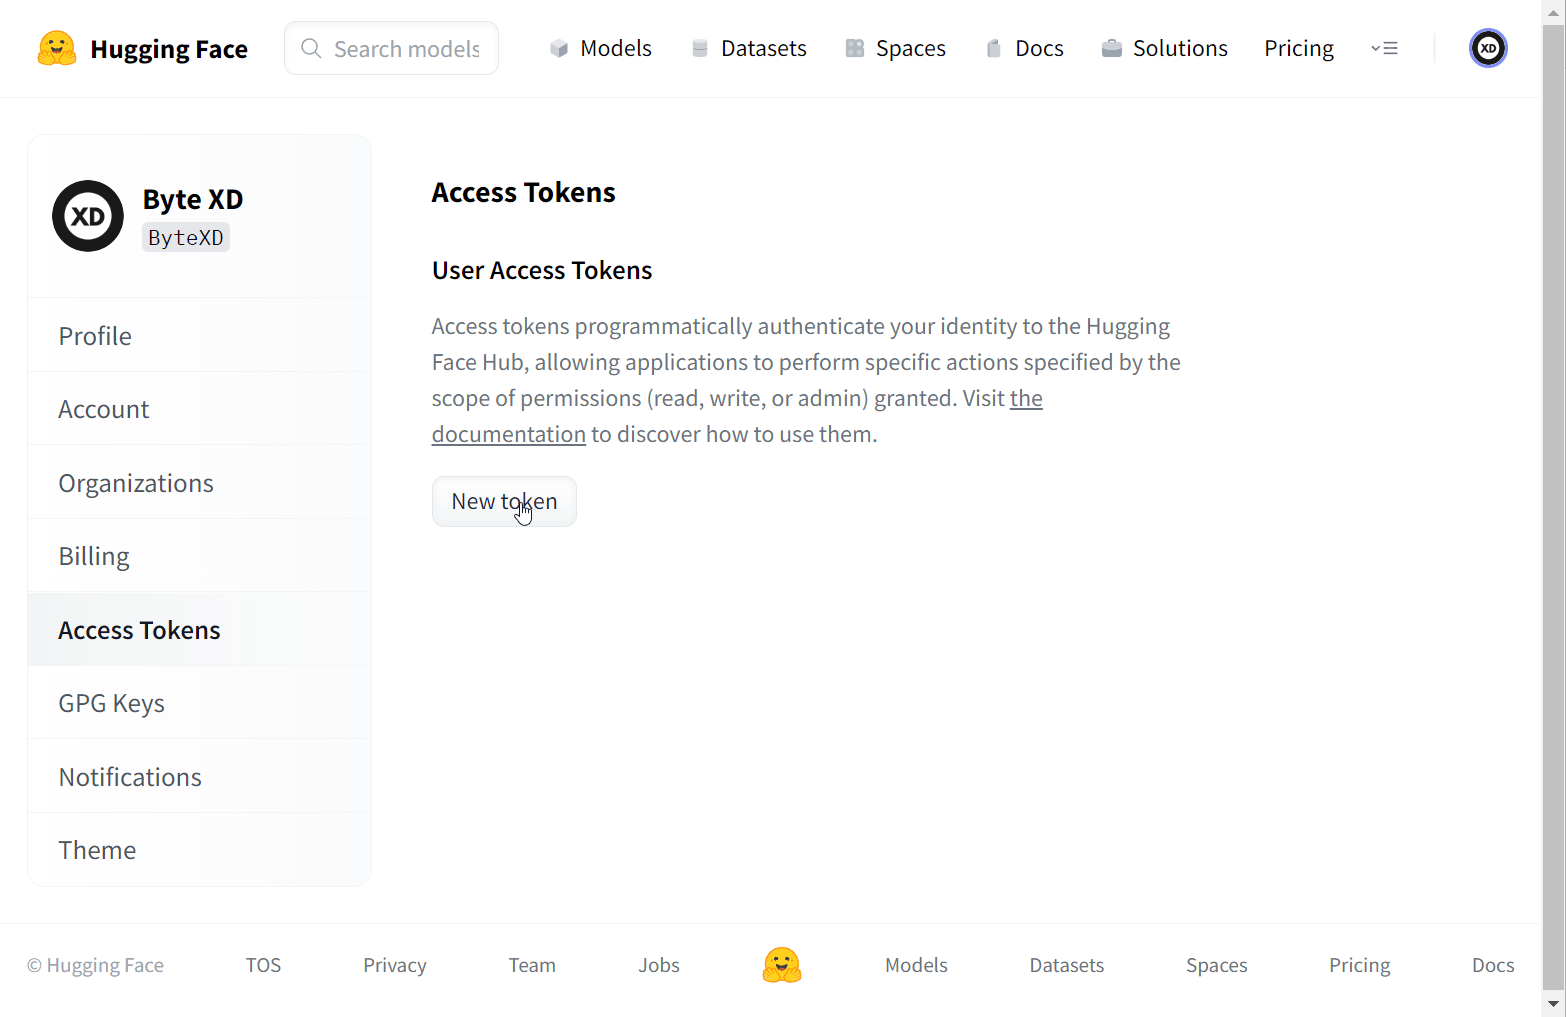 Hugging Face
Search models
Models
Datasets
Spaces
Docs
Solutions
Pricing
XD
XD
Byte XD
ByteXD
Profile
Account
Organizations
Billing
Access Tokens
GPG Keys
Notifications
Theme
Access Tokens
User Access Tokens
Access tokens programmatically authenticate your identity to the Hugging
Face Hub, allowing applications to perform specific actions specified by the
scope of permissions (read, write, or admin) granted. Visit the
documentation to discover how to use them.
New token
© Hugging Face
TOS
Privacy
Team
Jobs
Models
Datasets
Spaces
Pricing
Docs